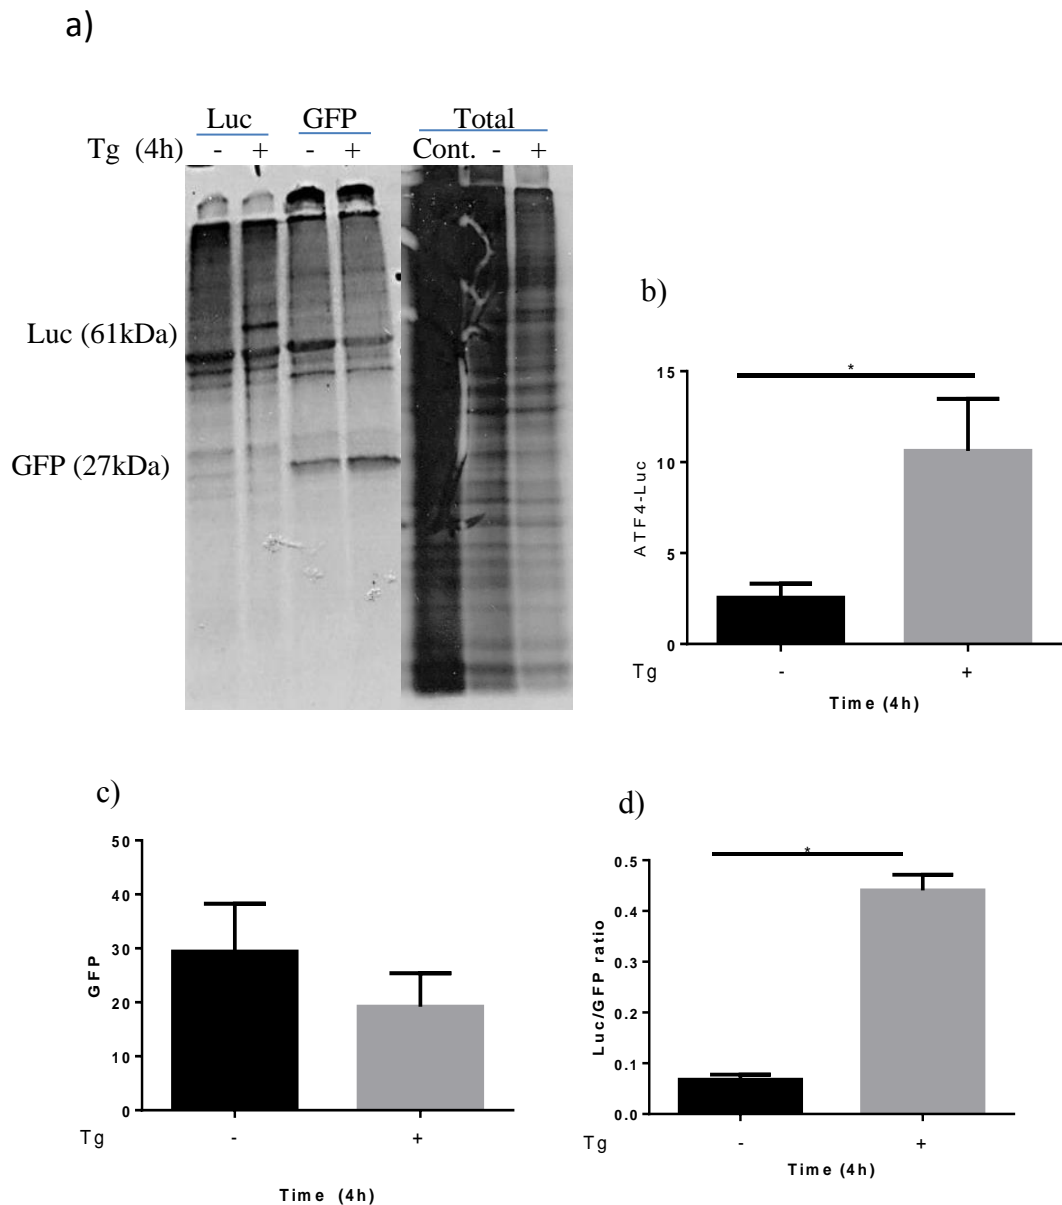 a)
Luc GFP Total
Tg (4h) - + - + Cont. - +
Luc (61kDa)
GFP (27kDa)
b)
*
15
10
5
0
ATF4-Luc
Tg - +
Time (4h)
c)
50
40
30
20
10
0
GFP
Tg - +
Time (4h)
d)
*
0.5
0.4
0.3
0.2
0.1
0.0
Luc/GFP ratio
Tg - +
Time (4h)